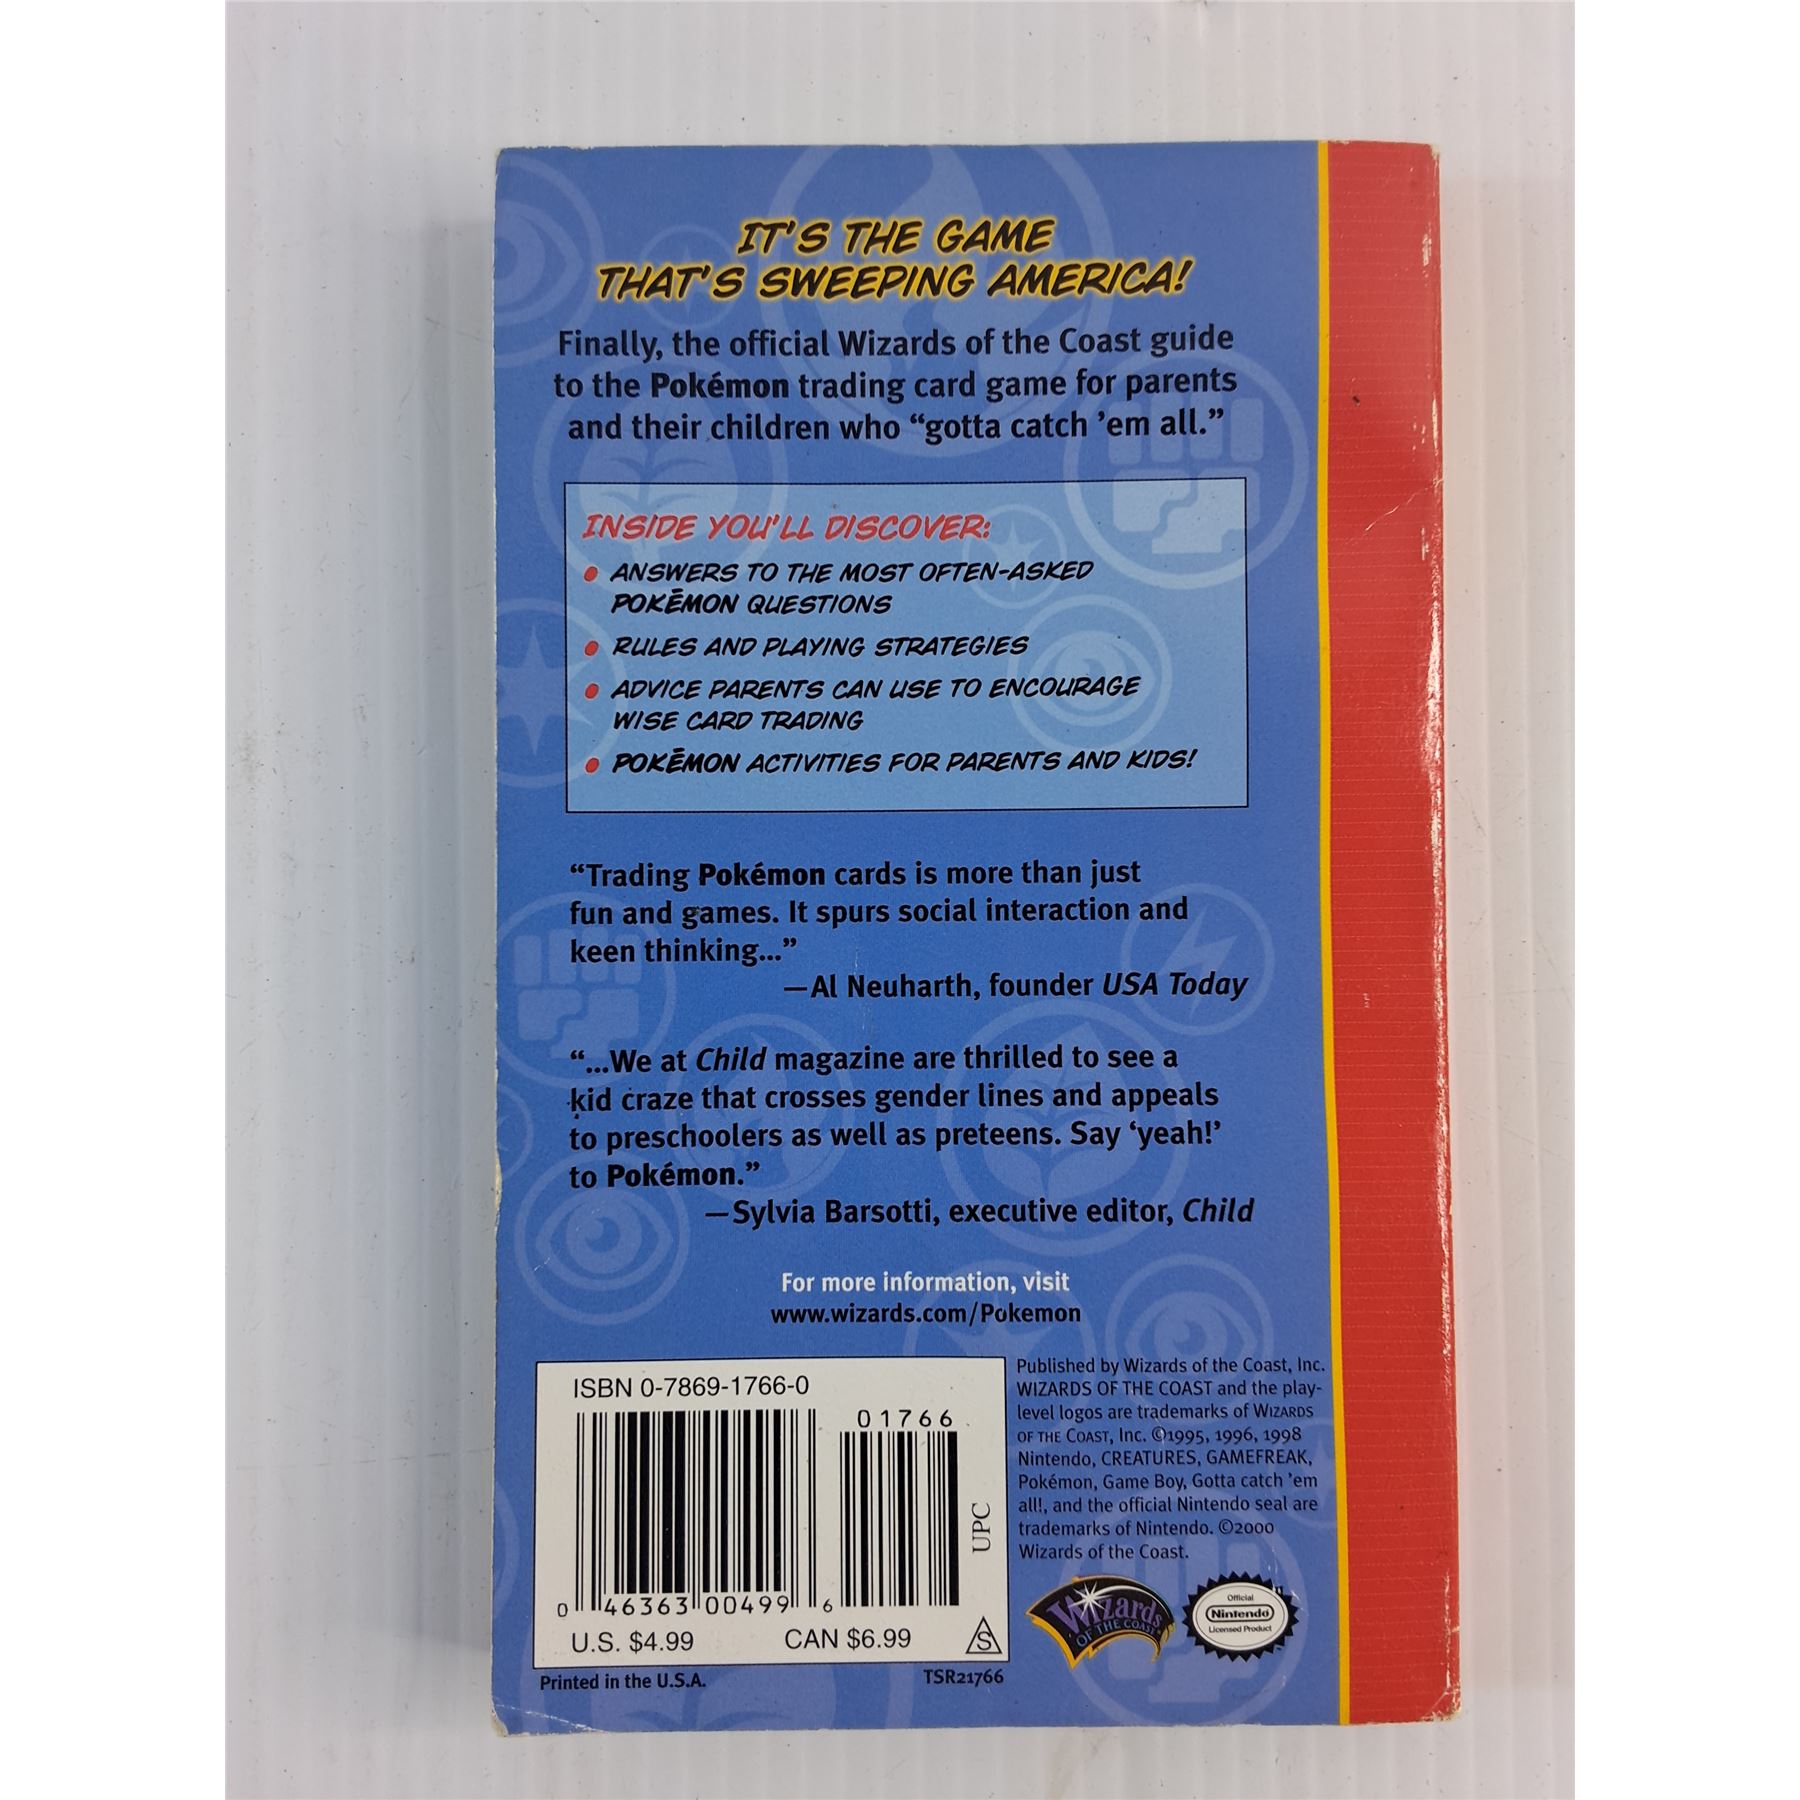 IT'S THE GAME
THAT'S SWEEPING AMERICA!
Finally, the official Wizards of the Coast guide
to the Pokémon trading card game for parents
and their children who “gotta catch ’em all.”
INSIDE YOU'LL DISCOVER:
• ANSWERS TO THE MOST OFTEN-ASKED
POKĒMON QUESTIONS
• RULES AND PLAYING STRATEGIES
• ADVICE PARENTS CAN USE TO ENCOURAGE
WISE CARD TRADING
• POKĒMON ACTIVITIES FOR PARENTS AND KIDS!
“Trading Pokémon cards is more than just
fun and games. It spurs social interaction and
keen thinking...”
—Al Neuharth, founder USA Today
“...We at Child magazine are thrilled to see a
kid craze that crosses gender lines and appeals
to preschoolers as well as preteens. Say ‘yeah!’
to Pokémon.”
—Sylvia Barsotti, executive editor, Child
For more information, visit
www.wizards.com/Pokemon
ISBN 0-7869-1766-0
01766
UPC
0 46363 00499 6
U.S. $4.99 CAN $6.99
S
Printed in the U.S.A. TSR21766
Published by Wizards of the Coast, Inc.
WIZARDS OF THE COAST and the play-
level logos are trademarks of WIZARDS
OF THE COAST, Inc. ©1995, 1996, 1998
Nintendo, CREATURES, GAMEFREAK,
Pokémon, Game Boy, Gotta catch ’em
all!, and the official Nintendo seal are
trademarks of Nintendo. ©2000
Wizards of the Coast.
Wizards
OF THE COAST
Official
Nintendo
Licensed Product